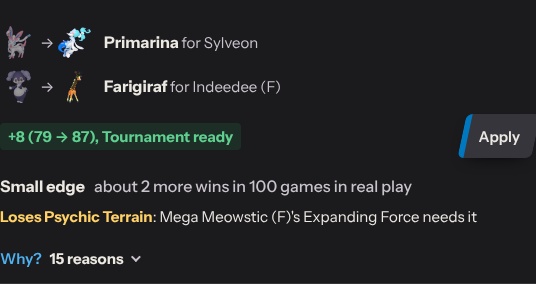 → Primarina for Sylveon
→ Farigiraf for Indeedee (F)
+8 (79 → 87), Tournament ready
Apply
Small edge about 2 more wins in 100 games in real play
Loses Psychic Terrain: Mega Meowstic (F)'s Expanding Force needs it
Why? 15 reasons